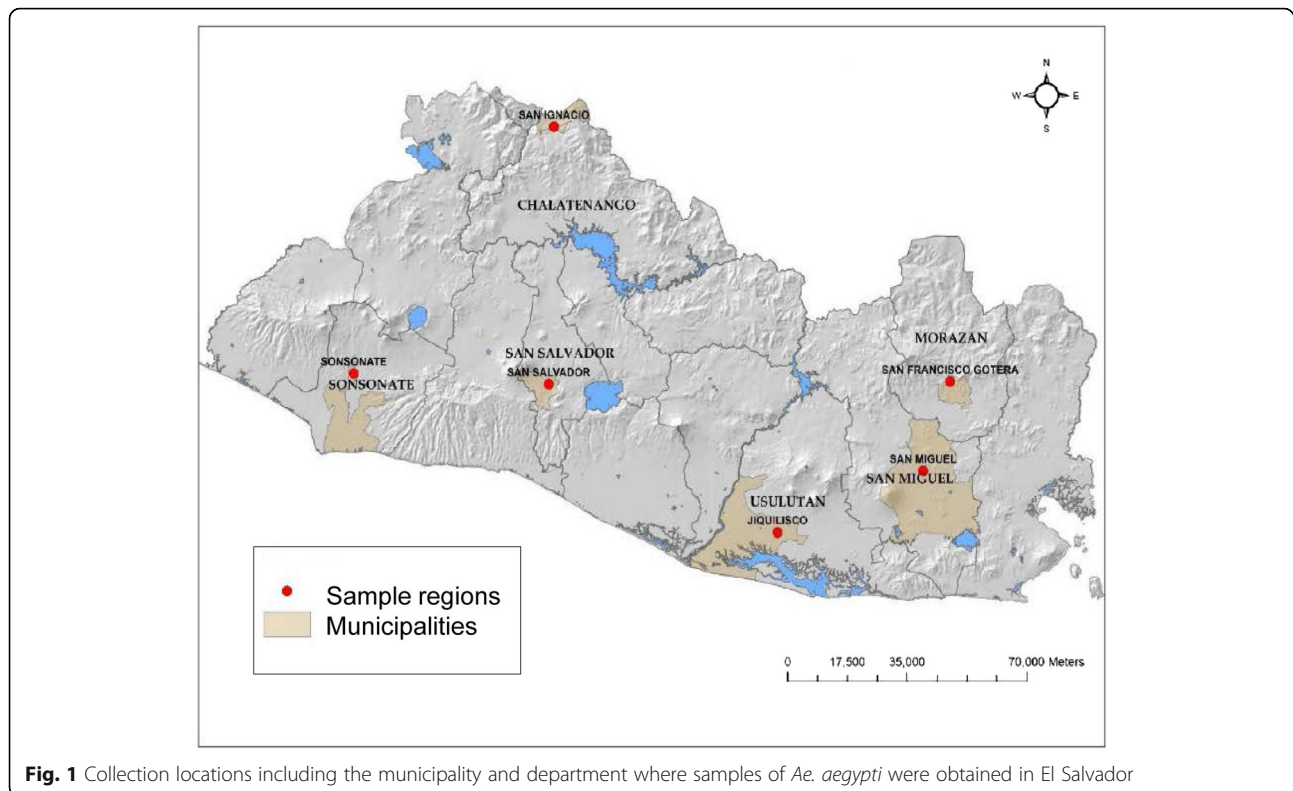 N
W E
S
SAN IGNACIO
CHALATENANGO
MORAZAN
SAN SALVADOR
SONSONATE
SAN SALVADOR
SAN FRANCISCO GOTERA
SONSONATE
SAN MIGUEL
SAN MIGUEL
USULUTAN
JIQUILISCO
Sample regions
Municipalities
0 17,500 35,000 70,000 Meters
Fig. 1 Collection locations including the municipality and department where samples of Ae. aegypti were obtained in El Salvador